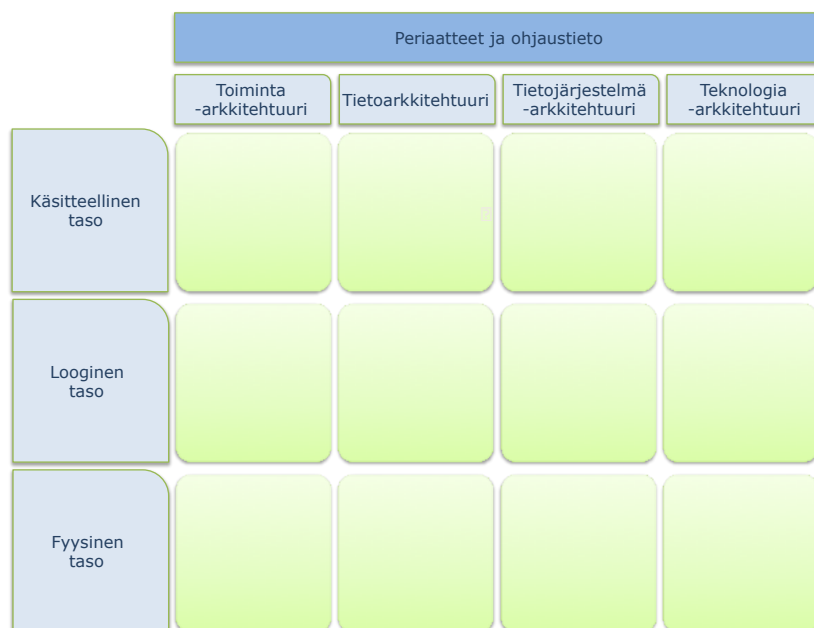 Periaatteet ja ohjaustieto
Toiminta
-arkkitehtuuri
Tietoarkkitehtuuri
Tietojärjestelmä
-arkkitehtuuri
Teknologia
-arkkitehtuuri
Käsitteellinen
taso
Looginen
taso
Fyysinen
taso